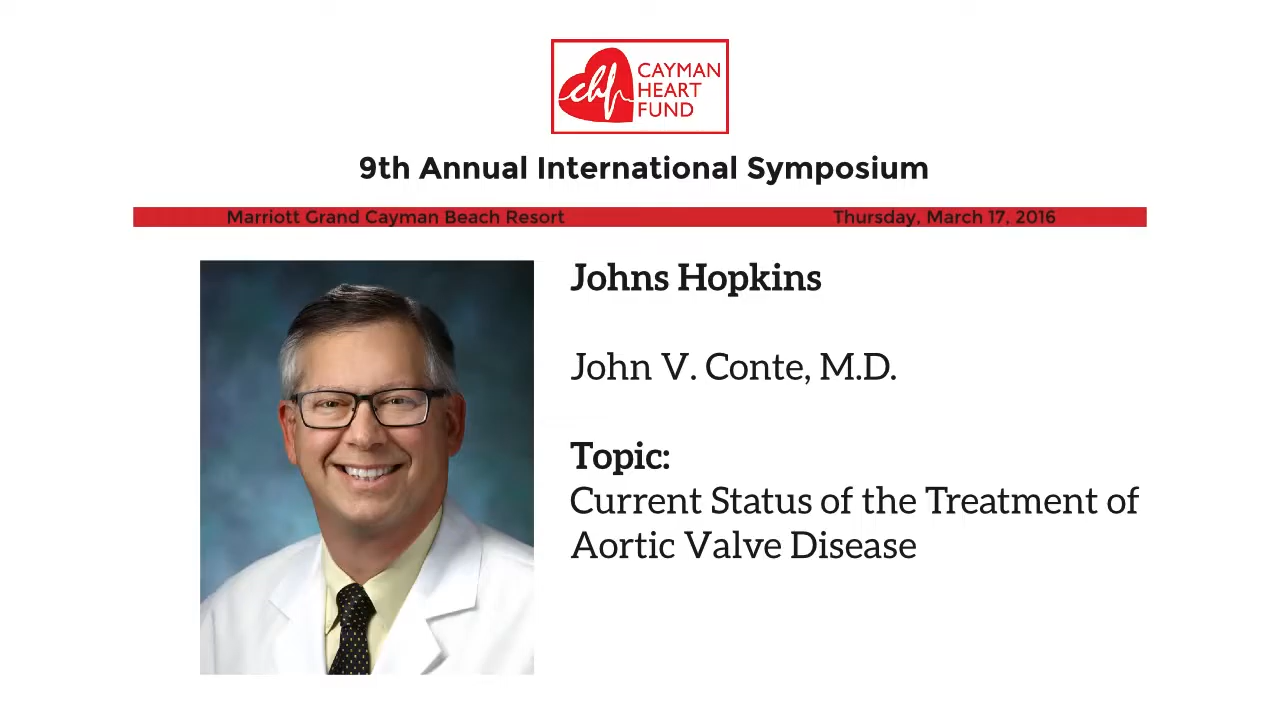 chf
CAYMAN
HEART
FUND
9th Annual International Symposium
Marriott Grand Cayman Beach Resort Thursday, March 17, 2016
Johns Hopkins
John V. Conte, M.D.
Topic:
Current Status of the Treatment of
Aortic Valve Disease